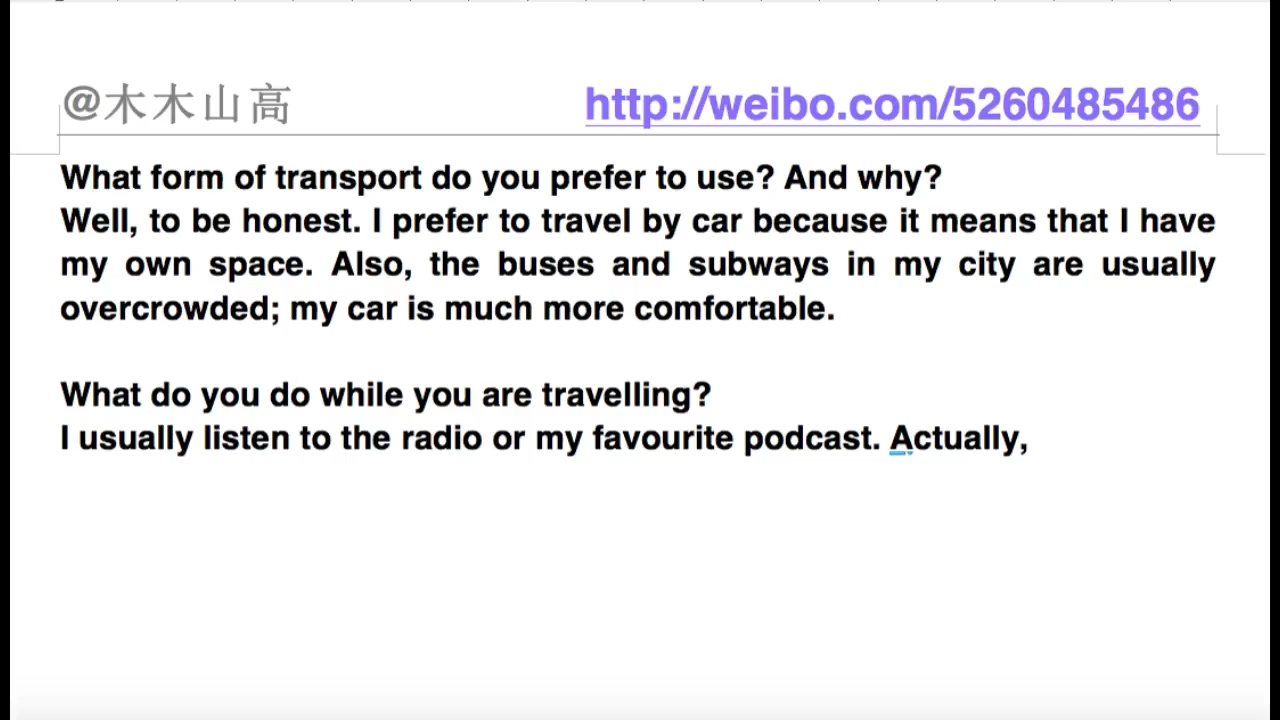 @木木山高 http://weibo.com/5260485486
What form of transport do you prefer to use? And why?
Well, to be honest. I prefer to travel by car because it means that I have
my own space. Also, the buses and subways in my city are usually
overcrowded; my car is much more comfortable.
What do you do while you are travelling?
I usually listen to the radio or my favourite podcast. Actually,